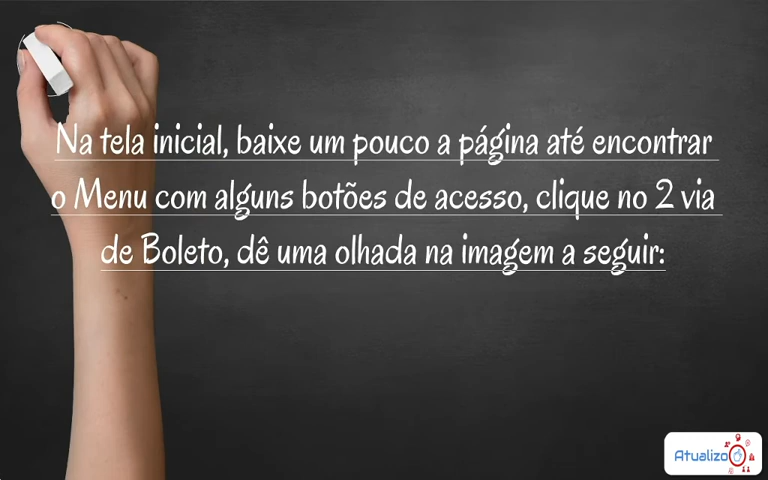 Na tela inicial, baixe um pouco a página até encontrar
o Menu com alguns botões de acesso, clique no 2 via
de Boleto, dê uma olhada na imagem a seguir:
Atualizo